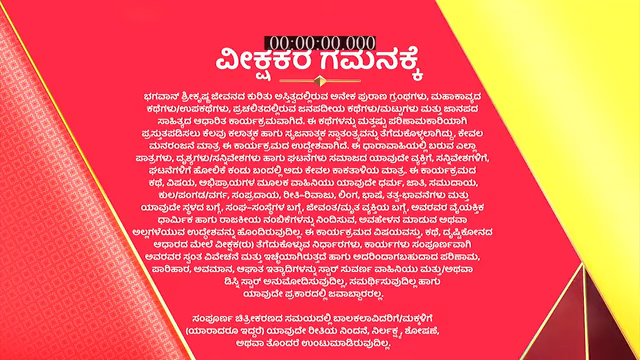 00:00:00.000
ವೀಕ್ಷಕರ ಗಮನಕ್ಕೆ
ಭಗವಾನ್ ಶ್ರೀಕೃಷ್ಣ ಜೀವನದ ಕುರಿತು ಅಸ್ತಿತ್ವದಲ್ಲಿರುವ ಅನೇಕ ಪುರಾಣ ಗ್ರಂಥಗಳು, ಮಹಾಕಾವ್ಯದ
ಕಥೆಗಳು/ಉಪಕಥೆಗಳು, ಪ್ರಚಲಿತದಲ್ಲಿರುವ ಜನಪದೀಯ ಕಥೆಗಳು/ಮಟ್ಟುಗಳು ಮತ್ತು ಜಾನಪದ
ಸಾಹಿತ್ಯದ ಆಧಾರಿತ ಕಾರ್ಯಕ್ರಮವಾಗಿದೆ. ಈ ಕಥೆಗಳನ್ನು ಮತ್ತಷ್ಟು ಪರಿಣಾಮಕಾರಿಯಾಗಿ
ಪ್ರಸ್ತುತಪಡಿಸಲು ಕೆಲವು ಕಲಾತ್ಮಕ ಹಾಗು ಸೃಜನಾತ್ಮಕ ಸ್ವಾತಂತ್ರ್ಯವನ್ನು ತೆಗೆದುಕೊಳ್ಳಲಾಗಿದ್ದು, ಕೇವಲ
ಮನರಂಜನೆ ಮಾತ್ರ ಈ ಕಾರ್ಯಕ್ರಮದ ಉದ್ದೇಶವಾಗಿದೆ. ಈ ಧಾರಾವಾಹಿಯಲ್ಲಿ ಬರುವ ಎಲ್ಲಾ
ಪಾತ್ರಗಳು, ದೃಶ್ಯಗಳು/ಸನ್ನಿವೇಶಗಳು ಹಾಗು ಘಟನೆಗಳು ಸಮಾಜದ ಯಾವುದೇ ವ್ಯಕ್ತಿಗೆ, ಸನ್ನಿವೇಶಗಳಿಗೆ,
ಘಟನೆಗಳಿಗೆ ಹೋಲಿಕೆ ಕಂಡು ಬಂದಲ್ಲಿ ಅದು ಕೇವಲ ಕಾಕತಾಳಿಯ ಮಾತ್ರ. ಈ ಕಾರ್ಯಕ್ರಮದ
ಕಥೆ, ವಿಷಯ, ಅಭಿಪ್ರಾಯಗಳ ಮೂಲಕ ವಾಹಿನಿಯು ಯಾವುದೇ ಧರ್ಮ, ಜಾತಿ, ಸಮುದಾಯ,
ಕುಲ/ಪಂಗಡ/ವರ್ಗ, ಸಂಪ್ರದಾಯ, ರೀತಿ-ರಿವಾಜು, ಲಿಂಗ, ಭಾಷೆ, ತತ್ವ-ಭಾವನೆಗಳು ಮತ್ತು
ಯಾವುದೇ ಸ್ಥಳದ ಬಗ್ಗೆ, ಸಂಘ-ಸಂಸ್ಥೆಗಳ ಬಗ್ಗೆ, ಜೀವಂತ/ಮೃತ ವ್ಯಕ್ತಿಯ ಬಗ್ಗೆ, ಅವರವರ ವೈಯಕ್ತಿಕ
ಧಾರ್ಮಿಕ ಹಾಗು ರಾಜಕೀಯ ನಂಬಿಕೆಗಳನ್ನು ನಿಂದಿಸುವ, ಅವಹೇಳನ ಮಾಡುವ ಅಥವಾ
ಅಲ್ಲಗಳೆಯುವ ಉದ್ದೇಶವನ್ನು ಹೊಂದಿರುವುದಿಲ್ಲ. ಈ ಕಾರ್ಯಕ್ರಮದ ವಿಷಯವಸ್ತು, ಕಥೆ, ದೃಷ್ಟಿಕೋನದ
ಆಧಾರದ ಮೇಲೆ ವೀಕ್ಷಕ(ರು) ತೆಗೆದುಕೊಳ್ಳುವ ನಿರ್ಧಾರಗಳು, ಕಾರ್ಯಗಳು ಸಂಪೂರ್ಣವಾಗಿ
ಅವರವರ ಸ್ವಂತ ವಿವೇಚನೆ ಮತ್ತು ಇಚ್ಛೆಯಾಗಿರುತ್ತದೆ ಹಾಗು ಅದರಿಂದಾಗಬಹುದಾದ ಪರಿಣಾಮ,
ಪಾರಿಹಾರ, ಅವಮಾನ, ಆಘಾತ ಇತ್ಯಾದಿಗಳನ್ನು ಸ್ಟಾರ್ ಸುವರ್ಣ ವಾಹಿನಿಯು ಮತ್ತು/ಅಥವಾ
ಡಿಸ್ನಿ ಸ್ಟಾರ್ ಅನುಮೋದಿಸುವುದಿಲ್ಲ, ಸಮರ್ಥಿಸುವುದಿಲ್ಲ ಹಾಗು
ಯಾವುದೇ ಪ್ರಕಾರದಲ್ಲಿ ಜವಾಬ್ದಾರರಲ್ಲ.
ಸಂಪೂರ್ಣ ಚಿತ್ರೀಕರಣದ ಸಮಯದಲ್ಲಿ ಬಾಲಕಲಾವಿದರಿಗೆ/ಮಕ್ಕಳಿಗೆ
(ಯಾರಾದರೂ ಇದ್ದರೆ) ಯಾವುದೇ ರೀತಿಯ ನಿಂದನೆ, ನಿರ್ಲಕ್ಷ್ಯ, ಶೋಷಣೆ,
ಅಥವಾ ತೊಂದರೆ ಉಂಟುಮಾಡಿರುವುದಿಲ್ಲ.